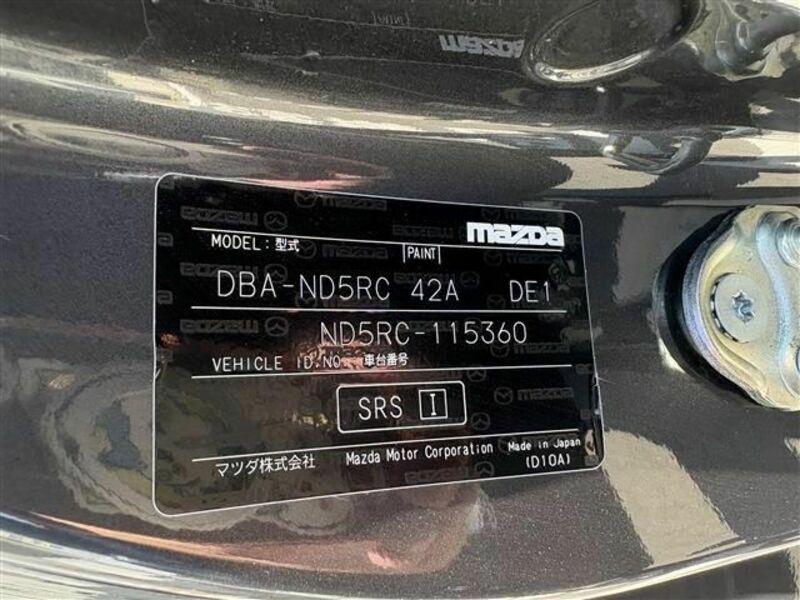 mazda
MODEL:型式 PAINT
DBA-ND5RC 42A DE1
ND5RC-115360
VEHICLE ID.NO. 車台番号
SRS I
マツダ株式会社 Mazda Motor Corporation Made in Japan
(D10A)